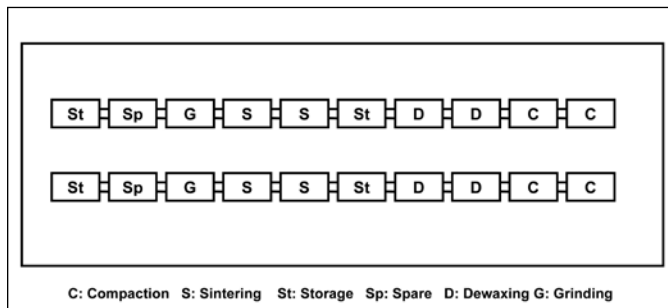 St Sp G S S St D D C C
St Sp G S S St D D C C
C: Compaction S: Sintering St: Storage Sp: Spare D: Dewaxing G: Grinding